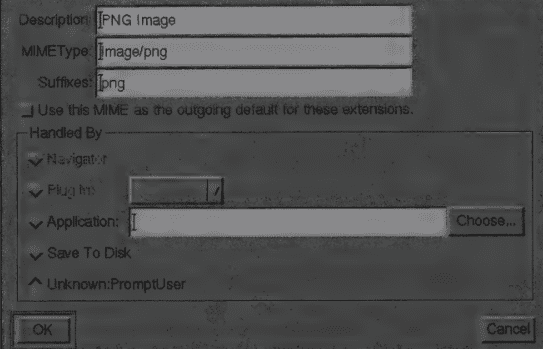 Description: PNG Image
MIMEType: image/png
Suffixes: png
Use this MIME as the outgoing default for these extensions.
Handled By
Navigator
Plug In:
Application: Choose...
Save To Disk
Unknown:PromptUser
OK Cancel